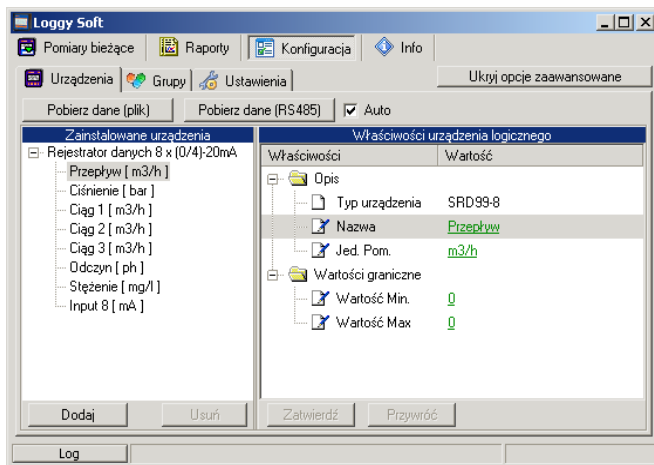 Loggy Soft
Pomiary bieżące Raporty Konfiguracja Info
Urządzenia Grupy Ustawienia Ukryj opcje zaawansowane
Pobierz dane (plik) Pobierz dane (RS485) Auto
Zainstalowane urządzenia
Rejestrator danych 8 x (0/4)-20mA
Przepływ [ m3/h ]
Ciśnienie [ bar ]
Ciąg 1 [ m3/h ]
Ciąg 2 [ m3/h ]
Ciąg 3 [ m3/h ]
Odczyn [ ph ]
Stężenie [ mg/l ]
Input 8 [ mA ]
Dodaj Usuń
Właściwości urządzenia logicznego
Właściwości Wartość
Opis
Typ urządzenia SRD99-8
Nazwa Przepływ
Jed. Pom. m3/h
Wartości graniczne
Wartość Min. 0
Wartość Max 0
Zatwierdź Przywróć
Log